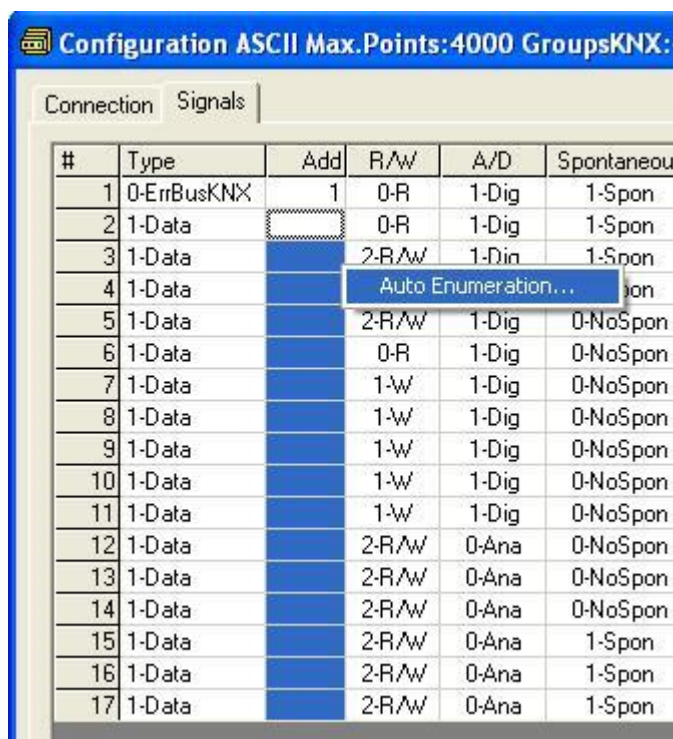 Configuration ASCII Max.Points:4000 GroupsKNX:
Connection Signals
# Type Add R/W A/D Spontaneou
1 0-ErrBusKNX 1 0-R 1-Dig 1-Spon
2 1-Data 0-R 1-Dig 1-Spon
3 1-Data 2-R/W 1-Dig 1-Spon
Auto Enumeration...
4 1-Data pon
5 1-Data 2-R/W 1-Dig 0-NoSpon
6 1-Data 0-R 1-Dig 0-NoSpon
7 1-Data 1-W 1-Dig 0-NoSpon
8 1-Data 1-W 1-Dig 0-NoSpon
9 1-Data 1-W 1-Dig 0-NoSpon
10 1-Data 1-W 1-Dig 0-NoSpon
11 1-Data 1-W 1-Dig 0-NoSpon
12 1-Data 2-R/W 0-Ana 0-NoSpon
13 1-Data 2-R/W 0-Ana 0-NoSpon
14 1-Data 2-R/W 0-Ana 0-NoSpon
15 1-Data 2-R/W 0-Ana 1-Spon
16 1-Data 2-R/W 0-Ana 1-Spon
17 1-Data 2-R/W 0-Ana 1-Spon